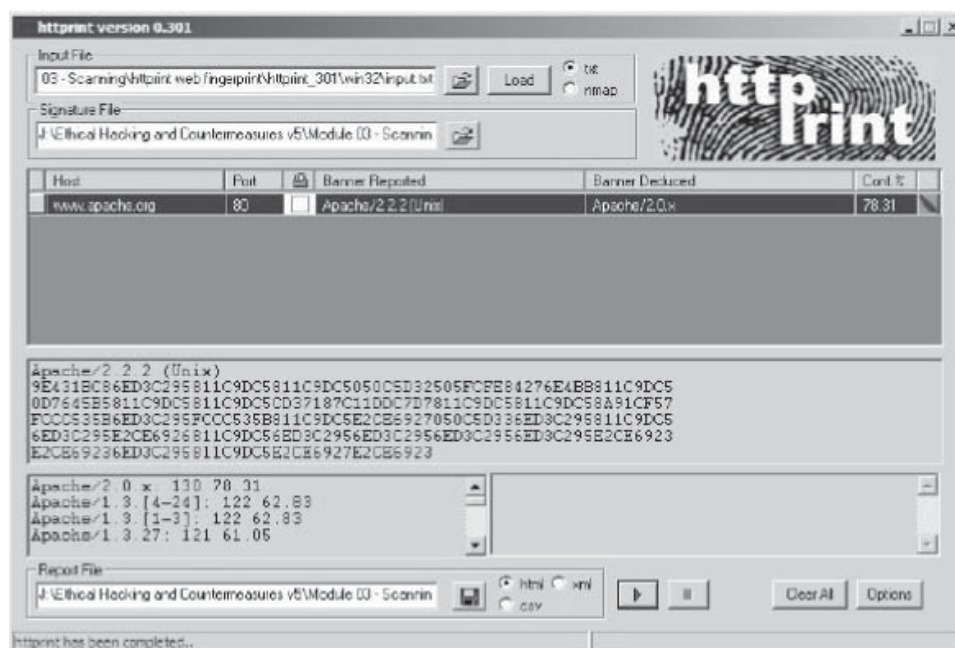 httprint version 0.301
Input File
03 - Scanning\httprint web fingerprint\httprint_301\win32\input.txt
Load
txt
nmap
http
print
Signature File
J:\Ethical Hacking and Countermeasures v5\Module 03 - Scannin
Host Port Banner Reported Banner Deduced Conf.%
www.apache.org 80 Apache/2.2.2 (Unix) Apache/2.0.x 78.31
Apache/2.2.2 (Unix)
9E431BC86ED3C295811C9DC5811C9DC5050C5D32505FCFE84276E4BB811C9DC5
0D7645B5811C9DC5811C9DC5CD37187C11DDC7D7811C9DC5811C9DC58A91CF57
FCCC535B6ED3C295FCCC535B811C9DC5E2CE6927050C5D336ED3C295811C9DC5
6ED3C295E2CE6926811C9DC56ED3C2956ED3C2956ED3C2956ED3C295E2CE6923
E2CE69236ED3C295811C9DC5E2CE6927E2CE6923
Apache/2.0.x: 130 78.31
Apache/1.3.[4-24]: 122 62.83
Apache/1.3.[1-3]: 122 62.83
Apache/1.3.27: 121 61.05
Report File
J:\Ethical Hacking and Countermeasures v5\Module 03 - Scannin
html
xml
csv
Clear All
Options
httprint has been completed...